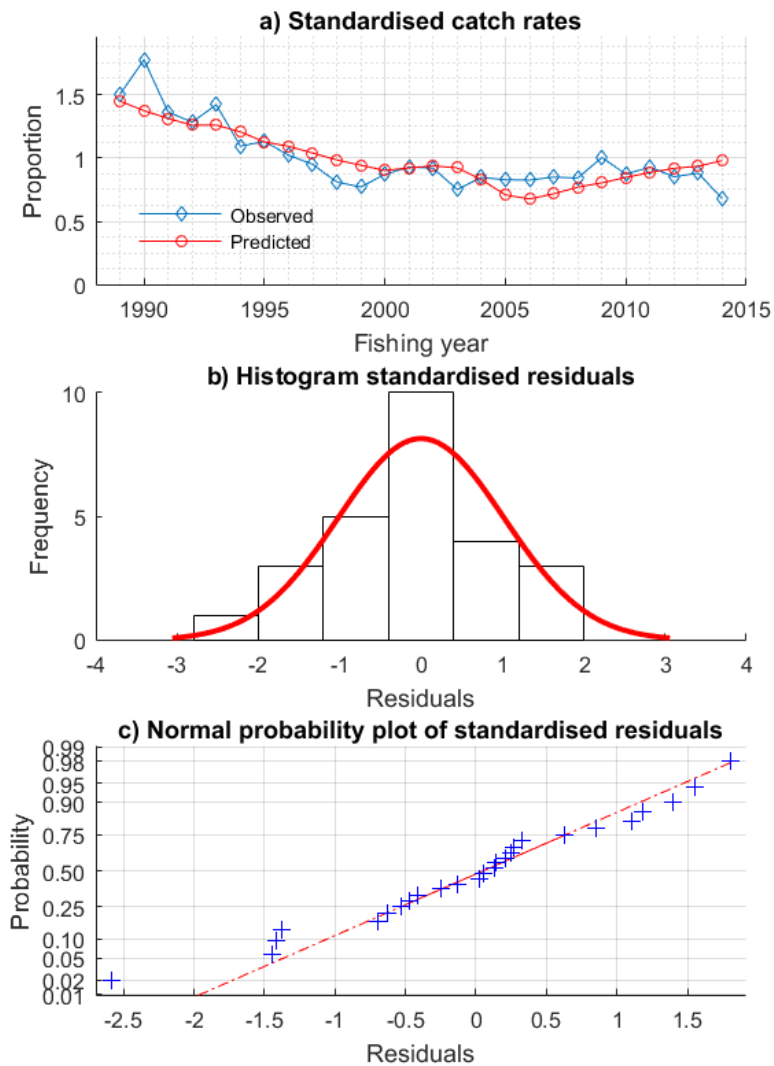 a) Standardised catch rates
Proportion
1.5
1
0.5
0
Observed
Predicted
1990 1995 2000 2005 2010 2015
Fishing year
b) Histogram standardised residuals
Frequency
10
5
0
-4 -3 -2 -1 0 1 2 3 4
Residuals
c) Normal probability plot of standardised residuals
Probability
0.99
0.98
0.95
0.90
0.75
0.50
0.25
0.10
0.05
0.02
0.01
-2.5 -2 -1.5 -1 -0.5 0 0.5 1 1.5
Residuals